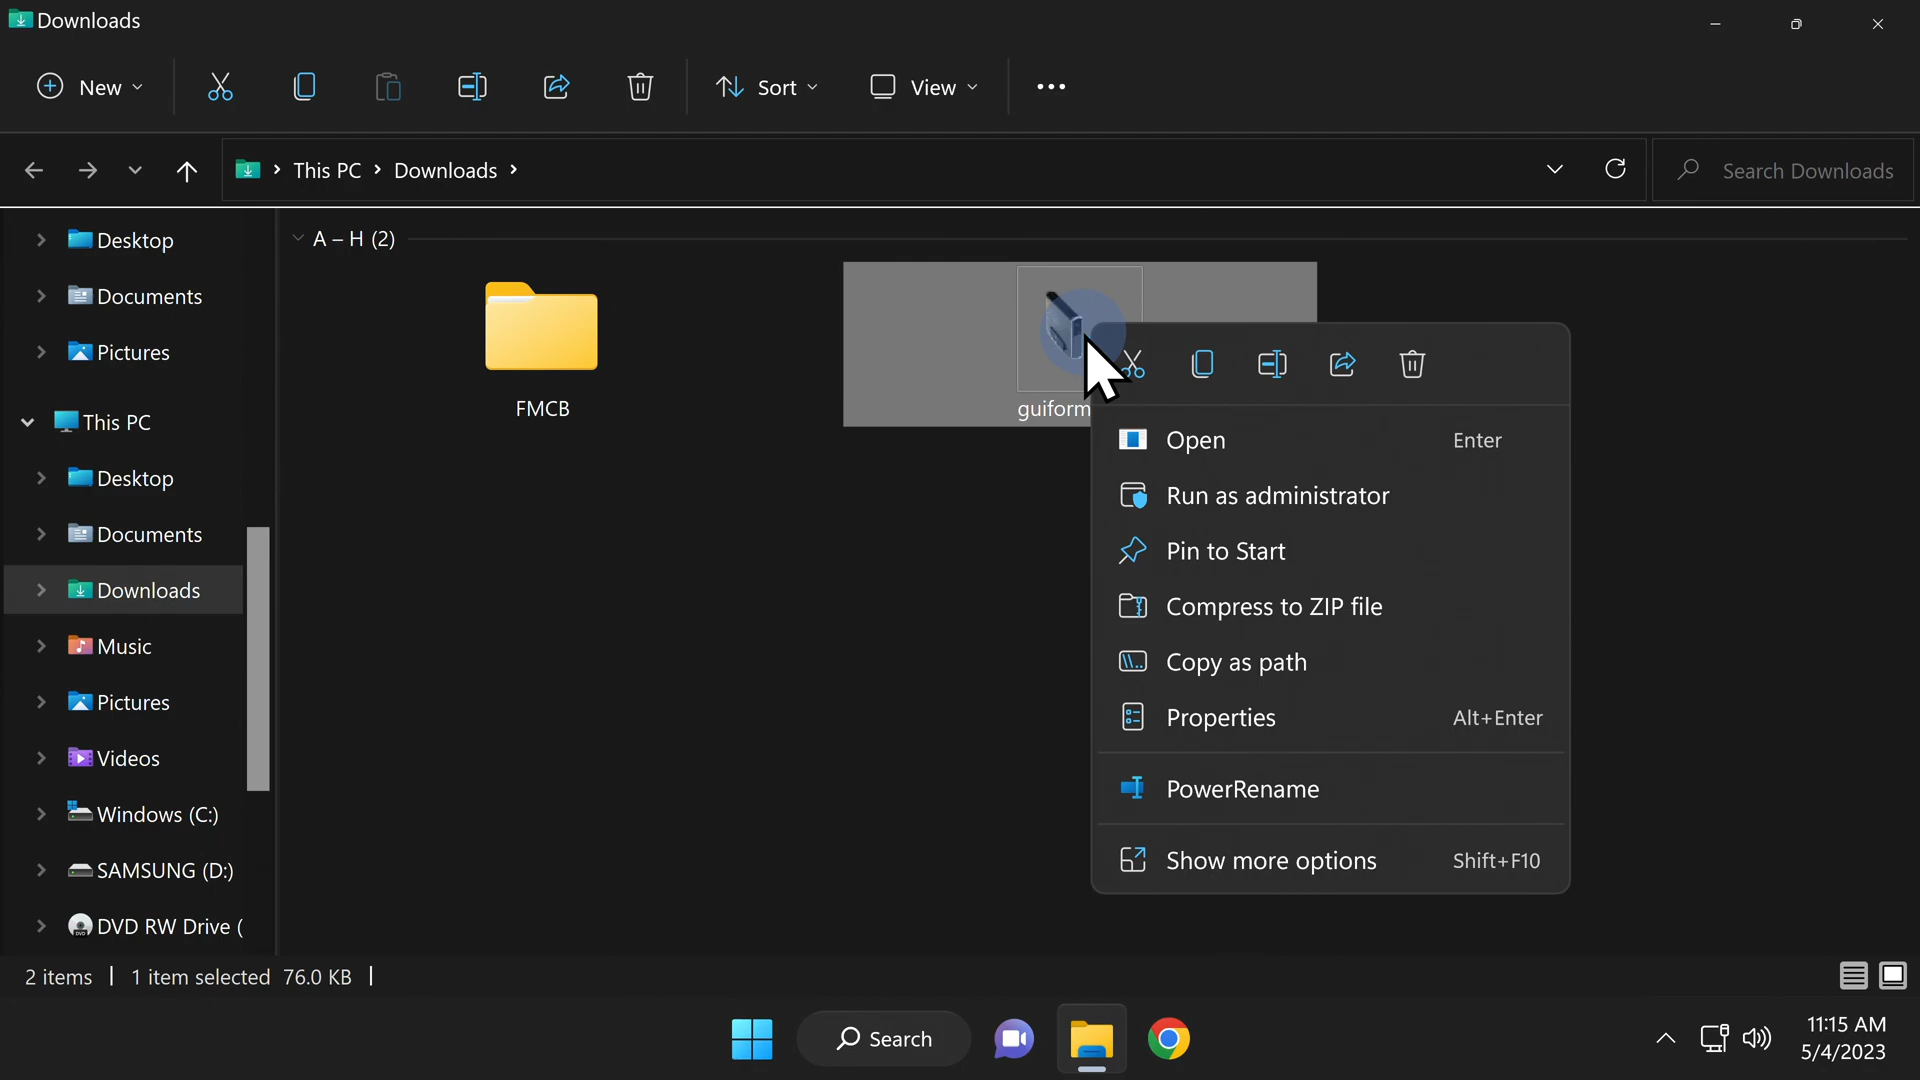 Downloads
New
Sort
View
This PC
Downloads
Search Downloads
Desktop
Documents
Pictures
This PC
Desktop
Documents
Downloads
Music
Pictures
Videos
Windows (C:)
SAMSUNG (D:)
DVD RW Drive (
A – H (2)
FMCB
guiform
Open Enter
Run as administrator
Pin to Start
Compress to ZIP file
Copy as path
Properties Alt+Enter
PowerRename
Show more options Shift+F10
2 items
1 item selected 76.0 KB
Search
11:15 AM
5/4/2023